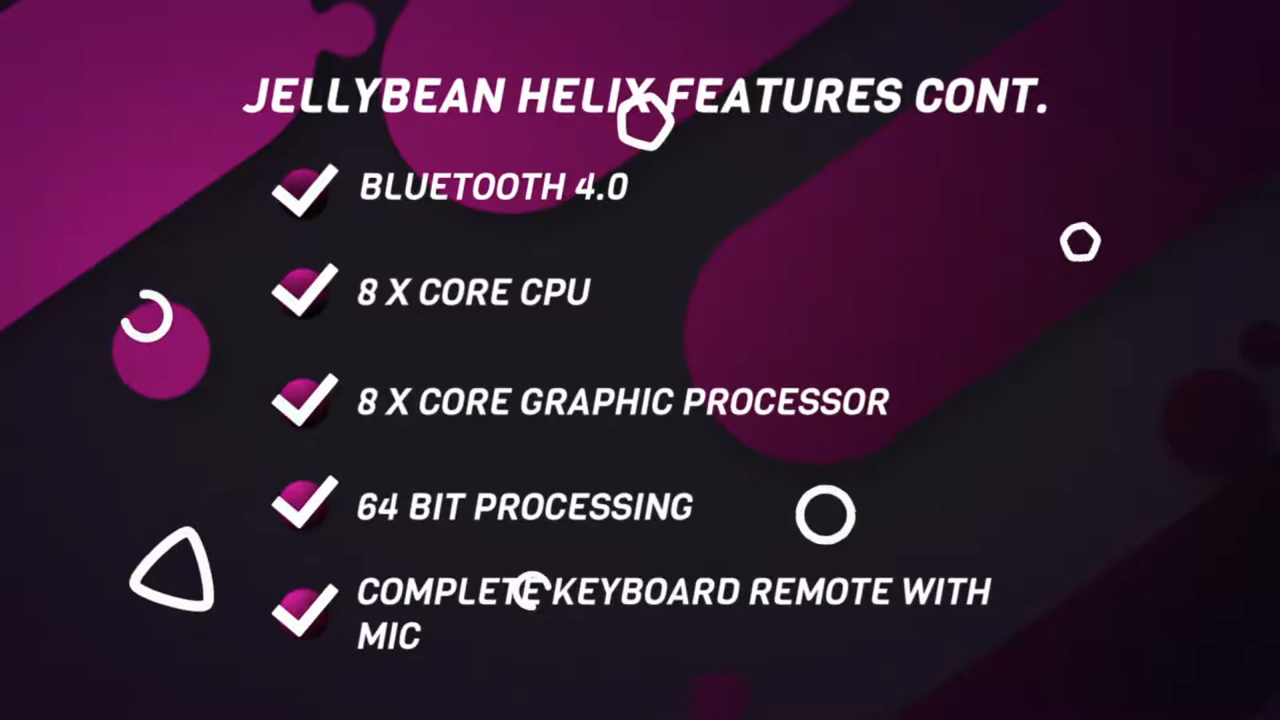 JELLYBEAN HELIX FEATURES CONT.
BLUETOOTH 4.0
8 X CORE CPU
8 X CORE GRAPHIC PROCESSOR
64 BIT PROCESSING
COMPLETE KEYBOARD REMOTE WITH
MIC